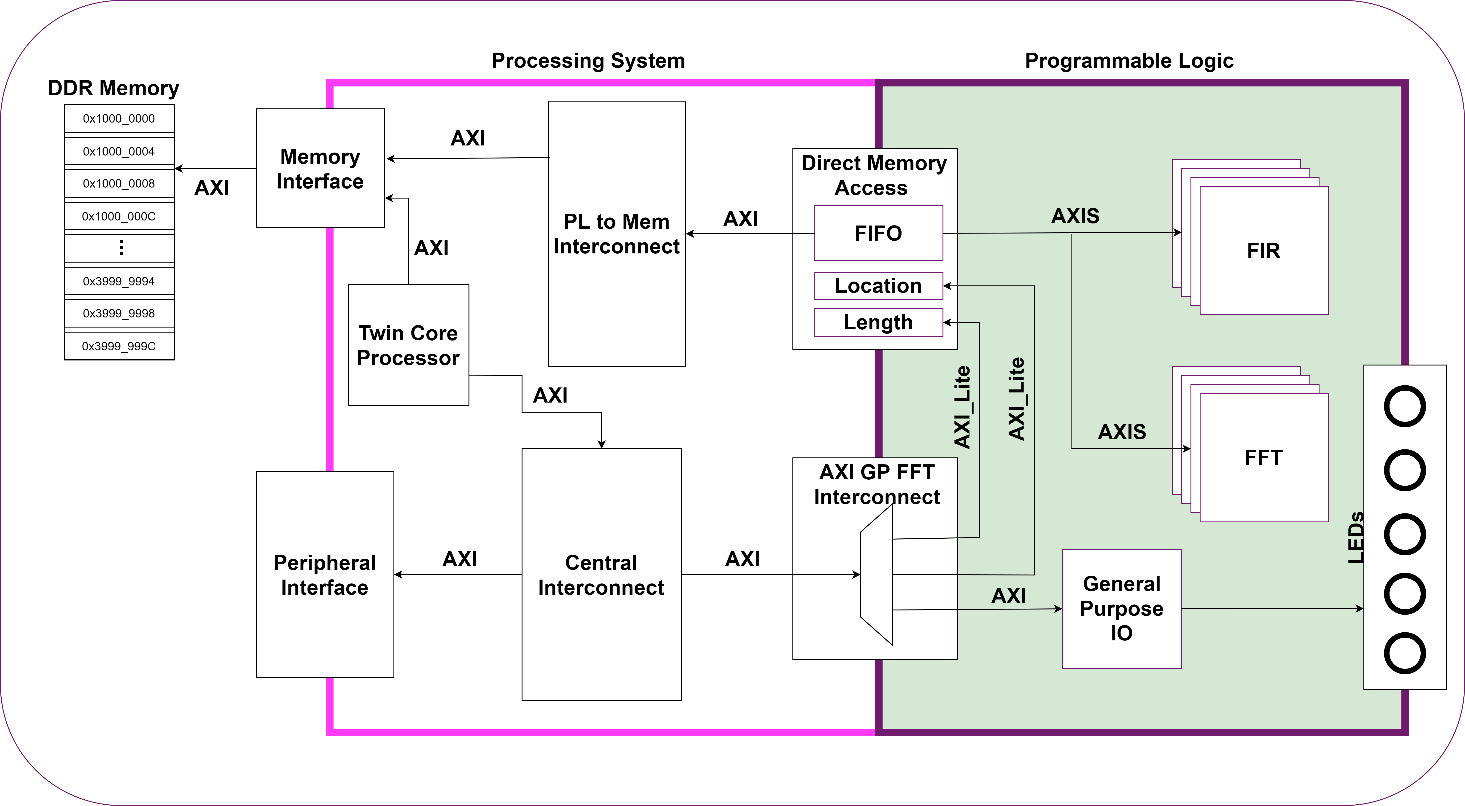 Processing System
Programmable Logic
DDR Memory
0x1000_0000
0x1000_0004
0x1000_0008
0x1000_000C
⋮
0x3999_9994
0x3999_9998
0x3999_999C
AXI
Memory
Interface
AXI
AXI
Twin Core
Processor
PL to Mem
Interconnect
AXI
Direct Memory
Access
FIFO
Location
Length
AXIS
FIR
AXIS
FFT
AXI_Lite
AXI_Lite
AXI
Peripheral
Interface
AXI
Central
Interconnect
AXI
AXI GP FFT
Interconnect
AXI
General
Purpose
IO
LEDs